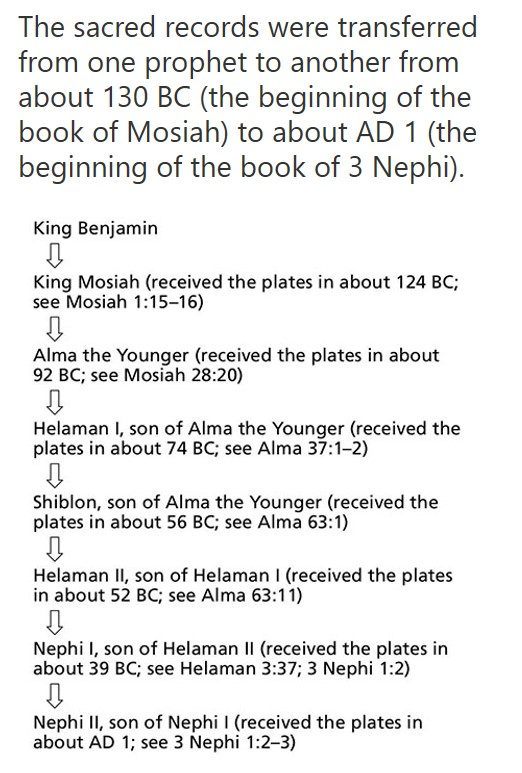 The sacred records were transferred
from one prophet to another from
about 130 BC (the beginning of the
book of Mosiah) to about AD 1 (the
beginning of the book of 3 Nephi).
King Benjamin
King Mosiah (received the plates in about 124 BC;
see Mosiah 1:15–16)
Alma the Younger (received the plates in about
92 BC; see Mosiah 28:20)
Helaman I, son of Alma the Younger (received the
plates in about 74 BC; see Alma 37:1–2)
Shiblon, son of Alma the Younger (received the
plates in about 56 BC; see Alma 63:1)
Helaman II, son of Helaman I (received the plates
in about 52 BC; see Alma 63:11)
Nephi I, son of Helaman II (received the plates in
about 39 BC; see Helaman 3:37; 3 Nephi 1:2)
Nephi II, son of Nephi I (received the plates in
about AD 1; see 3 Nephi 1:2–3)